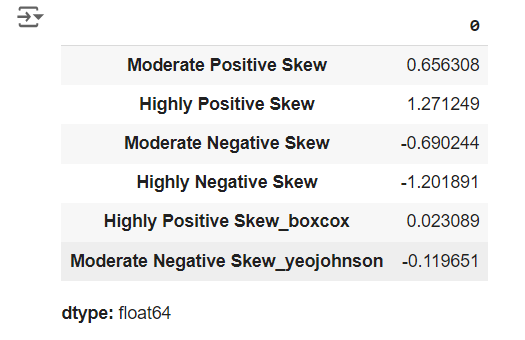 0
Moderate Positive Skew 0.656308
Highly Positive Skew 1.271249
Moderate Negative Skew -0.690244
Highly Negative Skew -1.201891
Highly Positive Skew_boxcox 0.023089
Moderate Negative Skew_yeojohnson -0.119651
dtype: float64